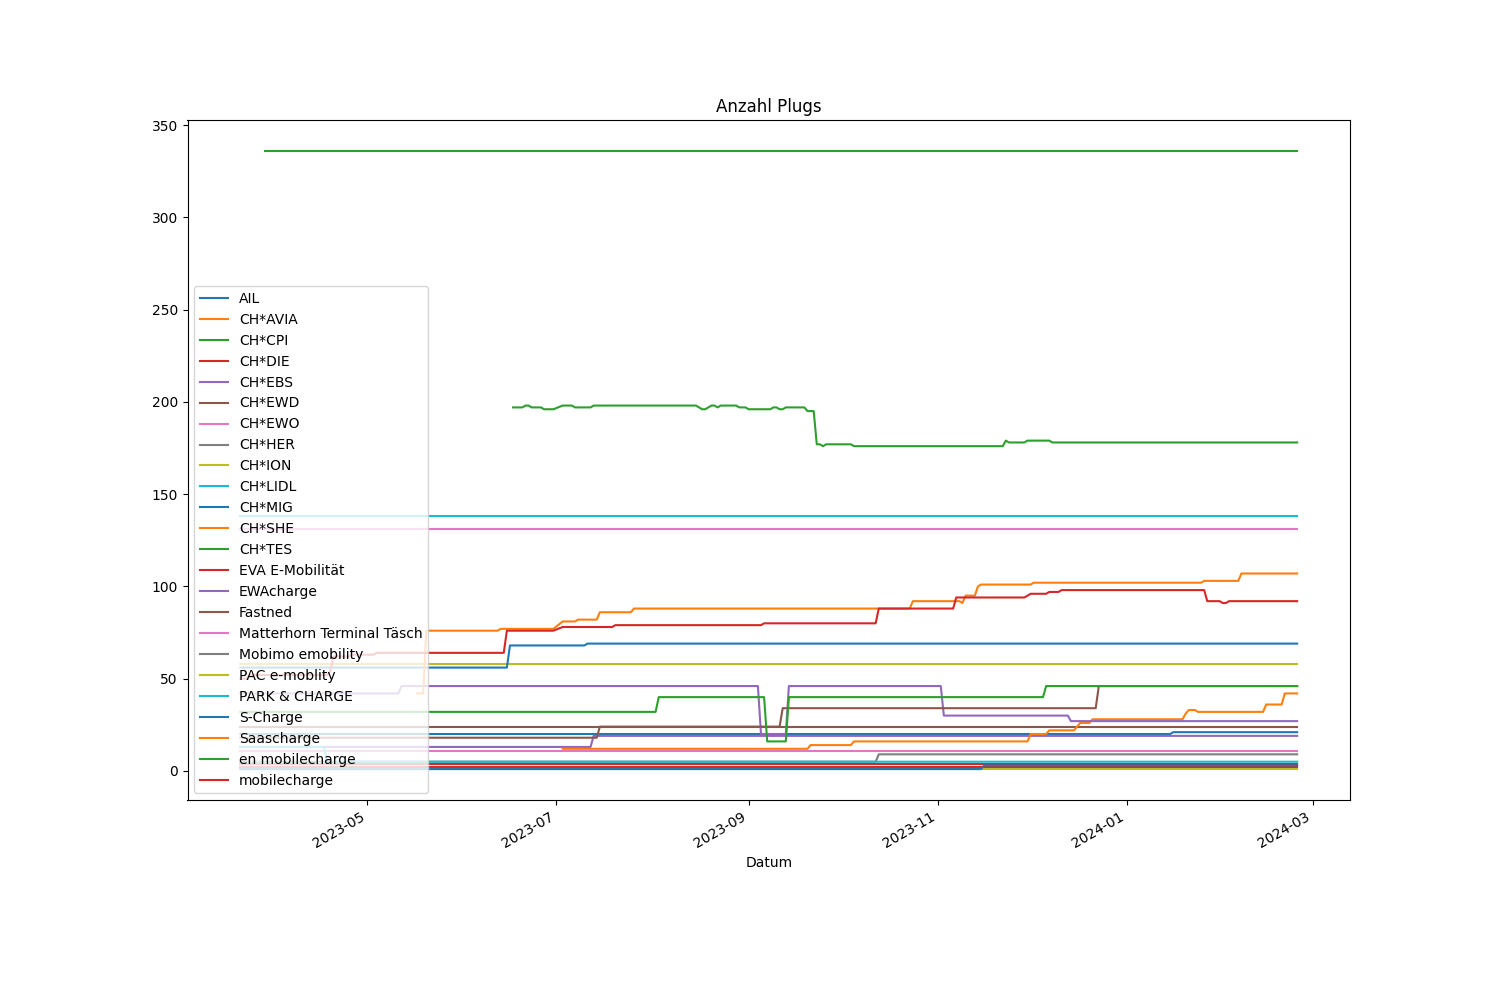 Anzahl Plugs
350
300
250
200
150
100
50
0
AIL
CH*AVIA
CH*CPI
CH*DIE
CH*EBS
CH*EWD
CH*EWO
CH*HER
CH*ION
CH*LIDL
CH*MIG
CH*SHE
CH*TES
EVA E-Mobilität
EWAcharge
Fastned
Matterhorn Terminal Täsch
Mobimo emobility
PAC e-moblity
PARK & CHARGE
S-Charge
Saascharge
en mobilecharge
mobilecharge
2023-05
2023-07
2023-09
2023-11
2024-01
2024-03
Datum